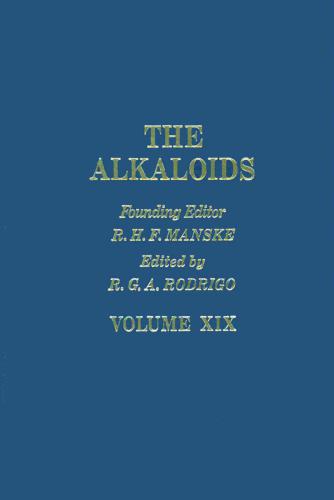 THE
ALKALOIDS
Founding Editor
R. H. F. MANSKE
Edited by
R. G. A. RODRIGO
VOLUME XIX